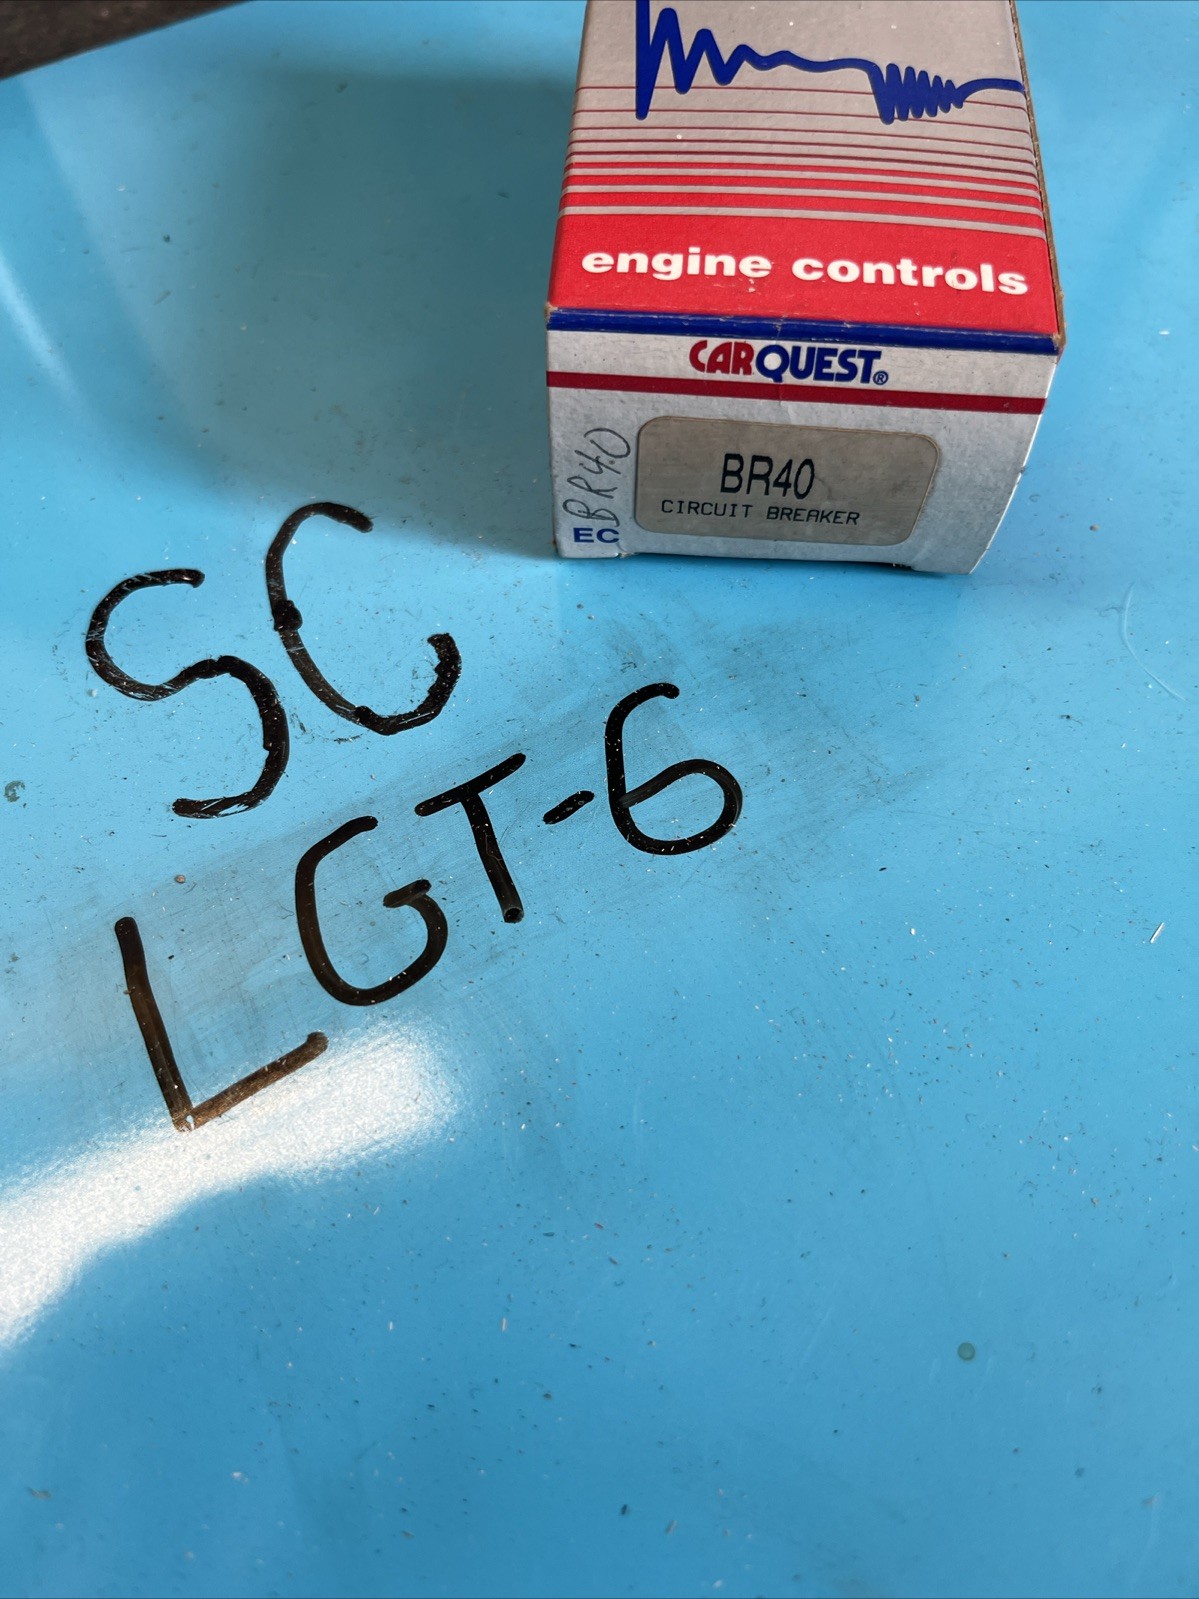 engine controls
CARQUEST®
BR40
BR40
CIRCUIT BREAKER
EC
SC
LGT-6